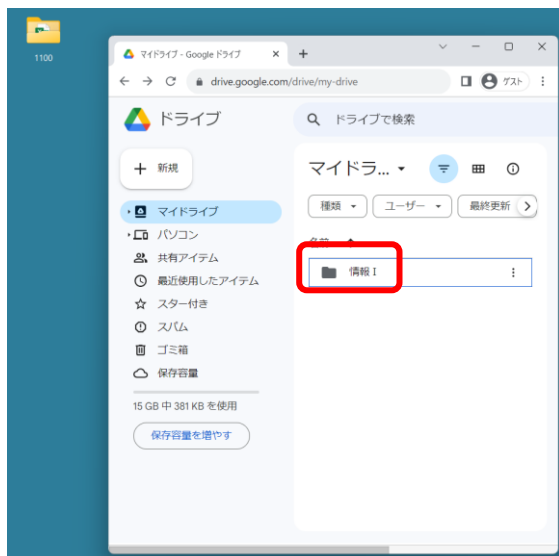 1100
マイドライブ - Google ドライブ
drive.google.com/drive/my-drive
ゲスト
ドライブ
ドライブで検索
新規
マイドラ...
種類
ユーザー
最終更新
マイドライブ
パソコン
共有アイテム
最近使用したアイテム
スター付き
スパム
ゴミ箱
保存容量
名前
情報 I
15 GB 中 381 KB を使用
保存容量を増やす